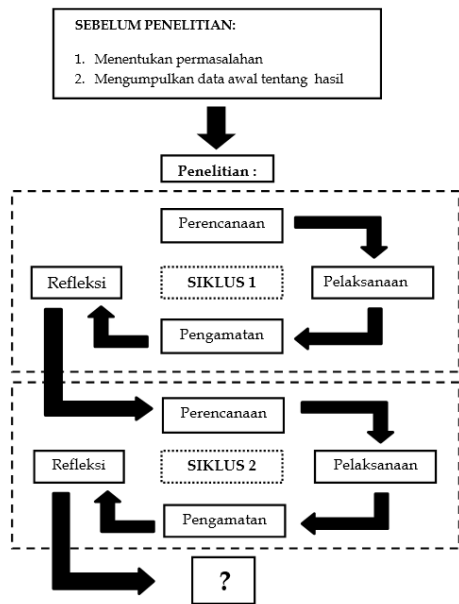 SEBELUM PENELITIAN:
1. Menentukan permasalahan
2. Mengumpulkan data awal tentang hasil
Penelitian :
Perencanaan
Refleksi
SIKLUS 1
Pelaksanaan
Pengamatan
Perencanaan
Refleksi
SIKLUS 2
Pelaksanaan
Pengamatan
?